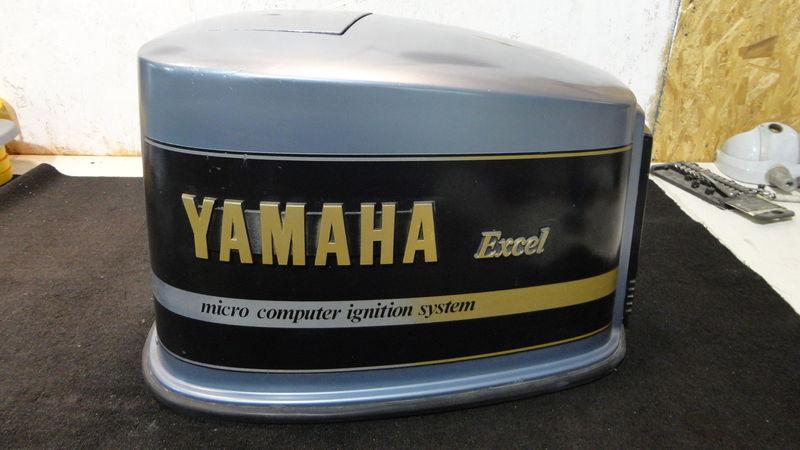 YAMAHA Excel
micro computer ignition system